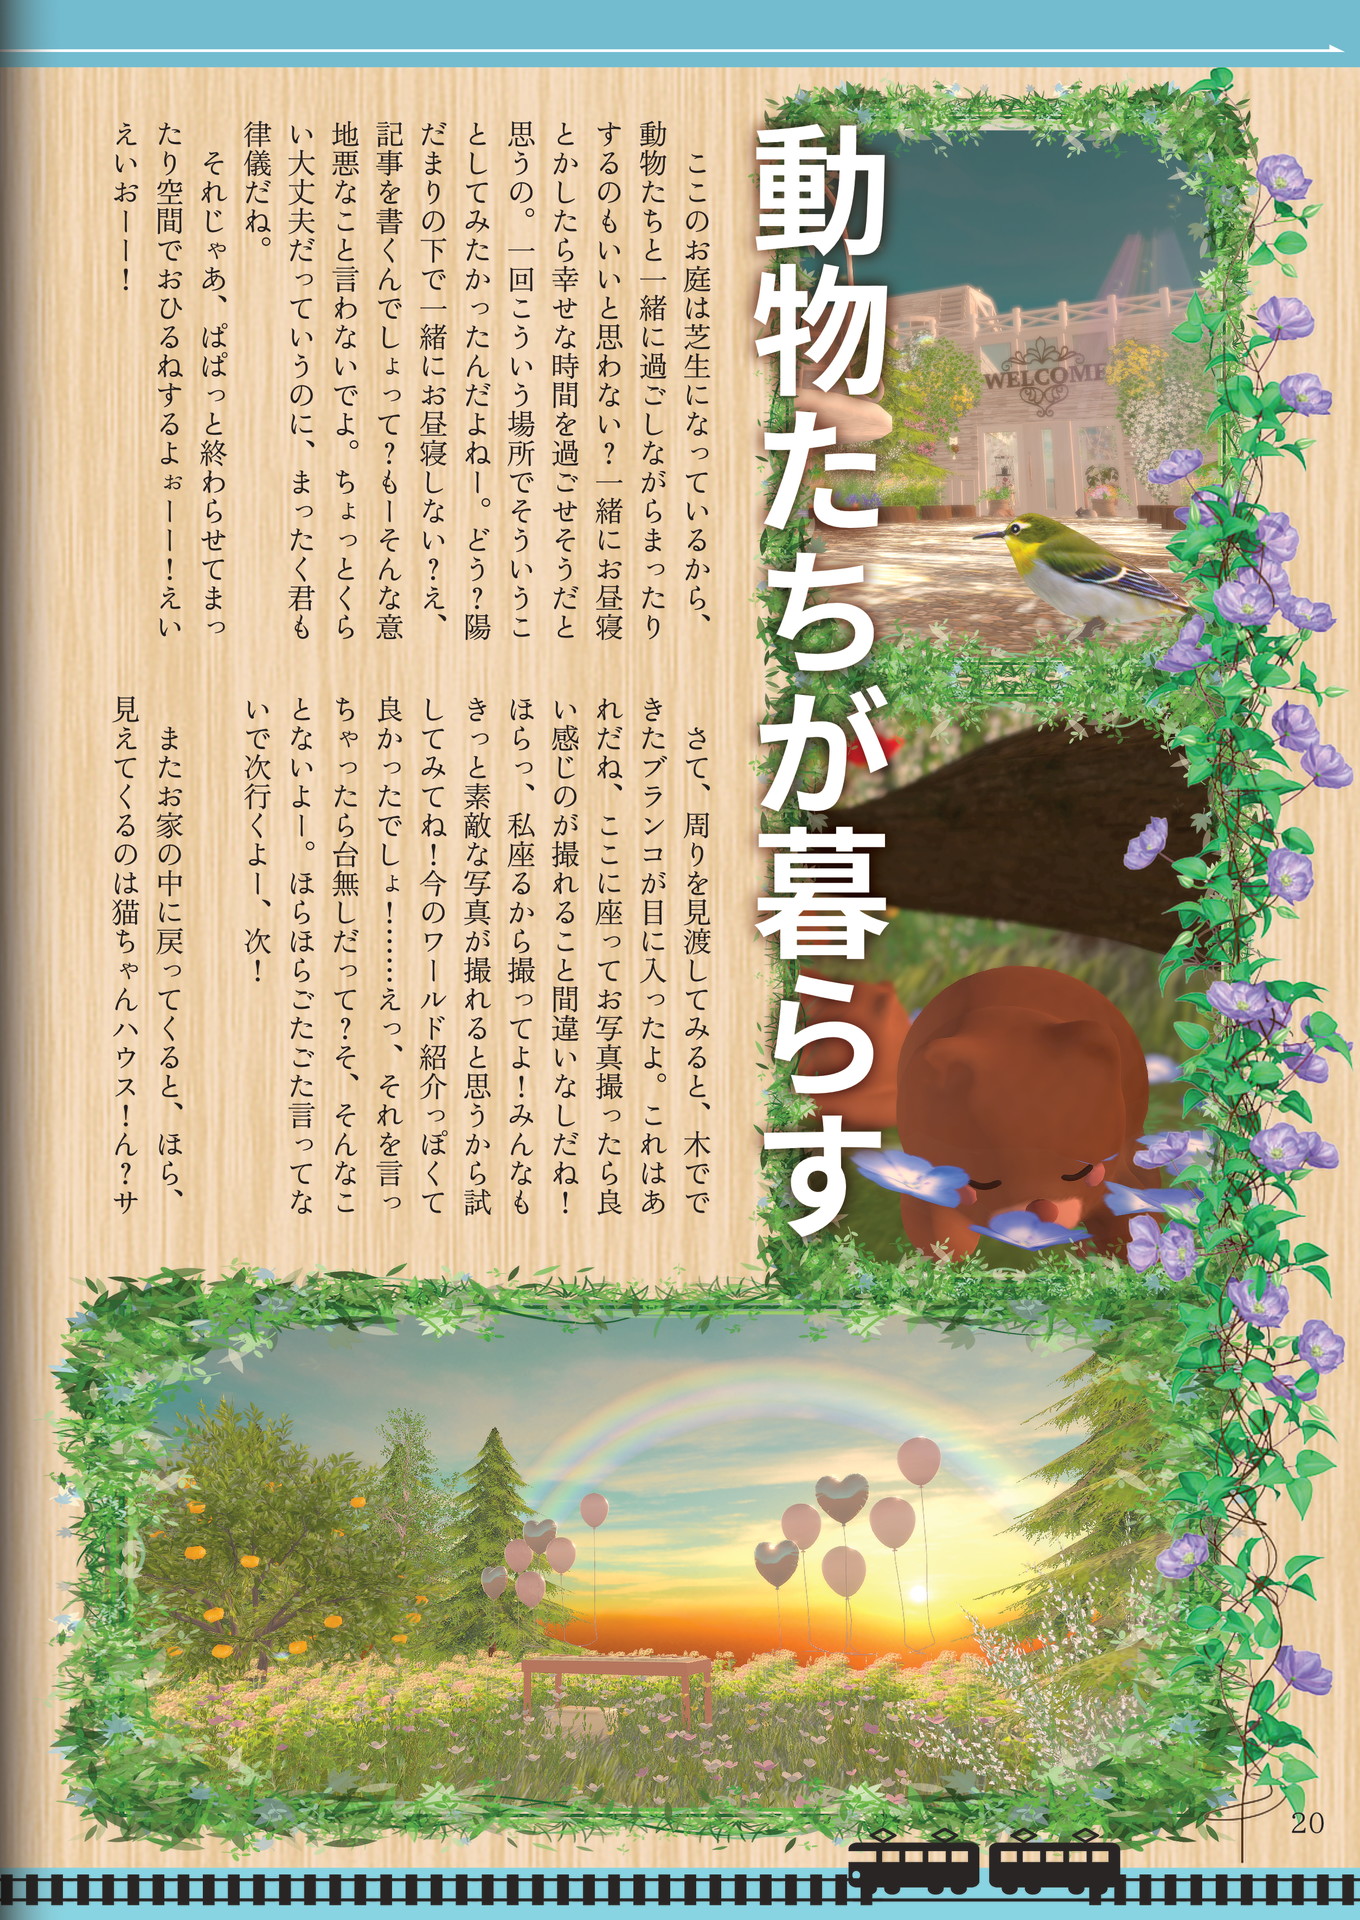 動物たちが暮らす
WELCOME
　ここのお庭は芝生になっているから、
動物たちと一緒に過ごしながらまったり
するのもいいと思わない？一緒にお昼寝
とかしたら幸せな時間を過ごせそうだと
思うの。一回こういう場所でそういうこ
としてみたかったんだよねー。どう？陽
だまりの下で一緒にお昼寝しない？え、
記事を書くんでしょって？もーそんな意
地悪なこと言わないでよ。ちょっとくら
い大丈夫だっていうのに、まったく君も
律儀だね。
　それじゃあ、ぱぱっと終わらせてまっ
たり空間でおひるねするよぉーー！えい
えいおーー！
　さて、周りを見渡してみると、木でで
きたブランコが目に入ったよ。これはあ
れだね、ここに座ってお写真撮ったら良
い感じのが撮れること間違いなしだね！
ほらっ、私座るから撮ってよ！みんなも
きっと素敵な写真が撮れると思うから試
してみてね！今のワールド紹介っぽくて
良かったでしょ！……えっ、それを言っ
ちゃったら台無しだって？そ、そんなこ
とないよー。ほらほらごたごた言ってな
いで次行くよー、次！
　またお家の中に戻ってくると、ほら、
見えてくるのは猫ちゃんハウス！ん？サ
20